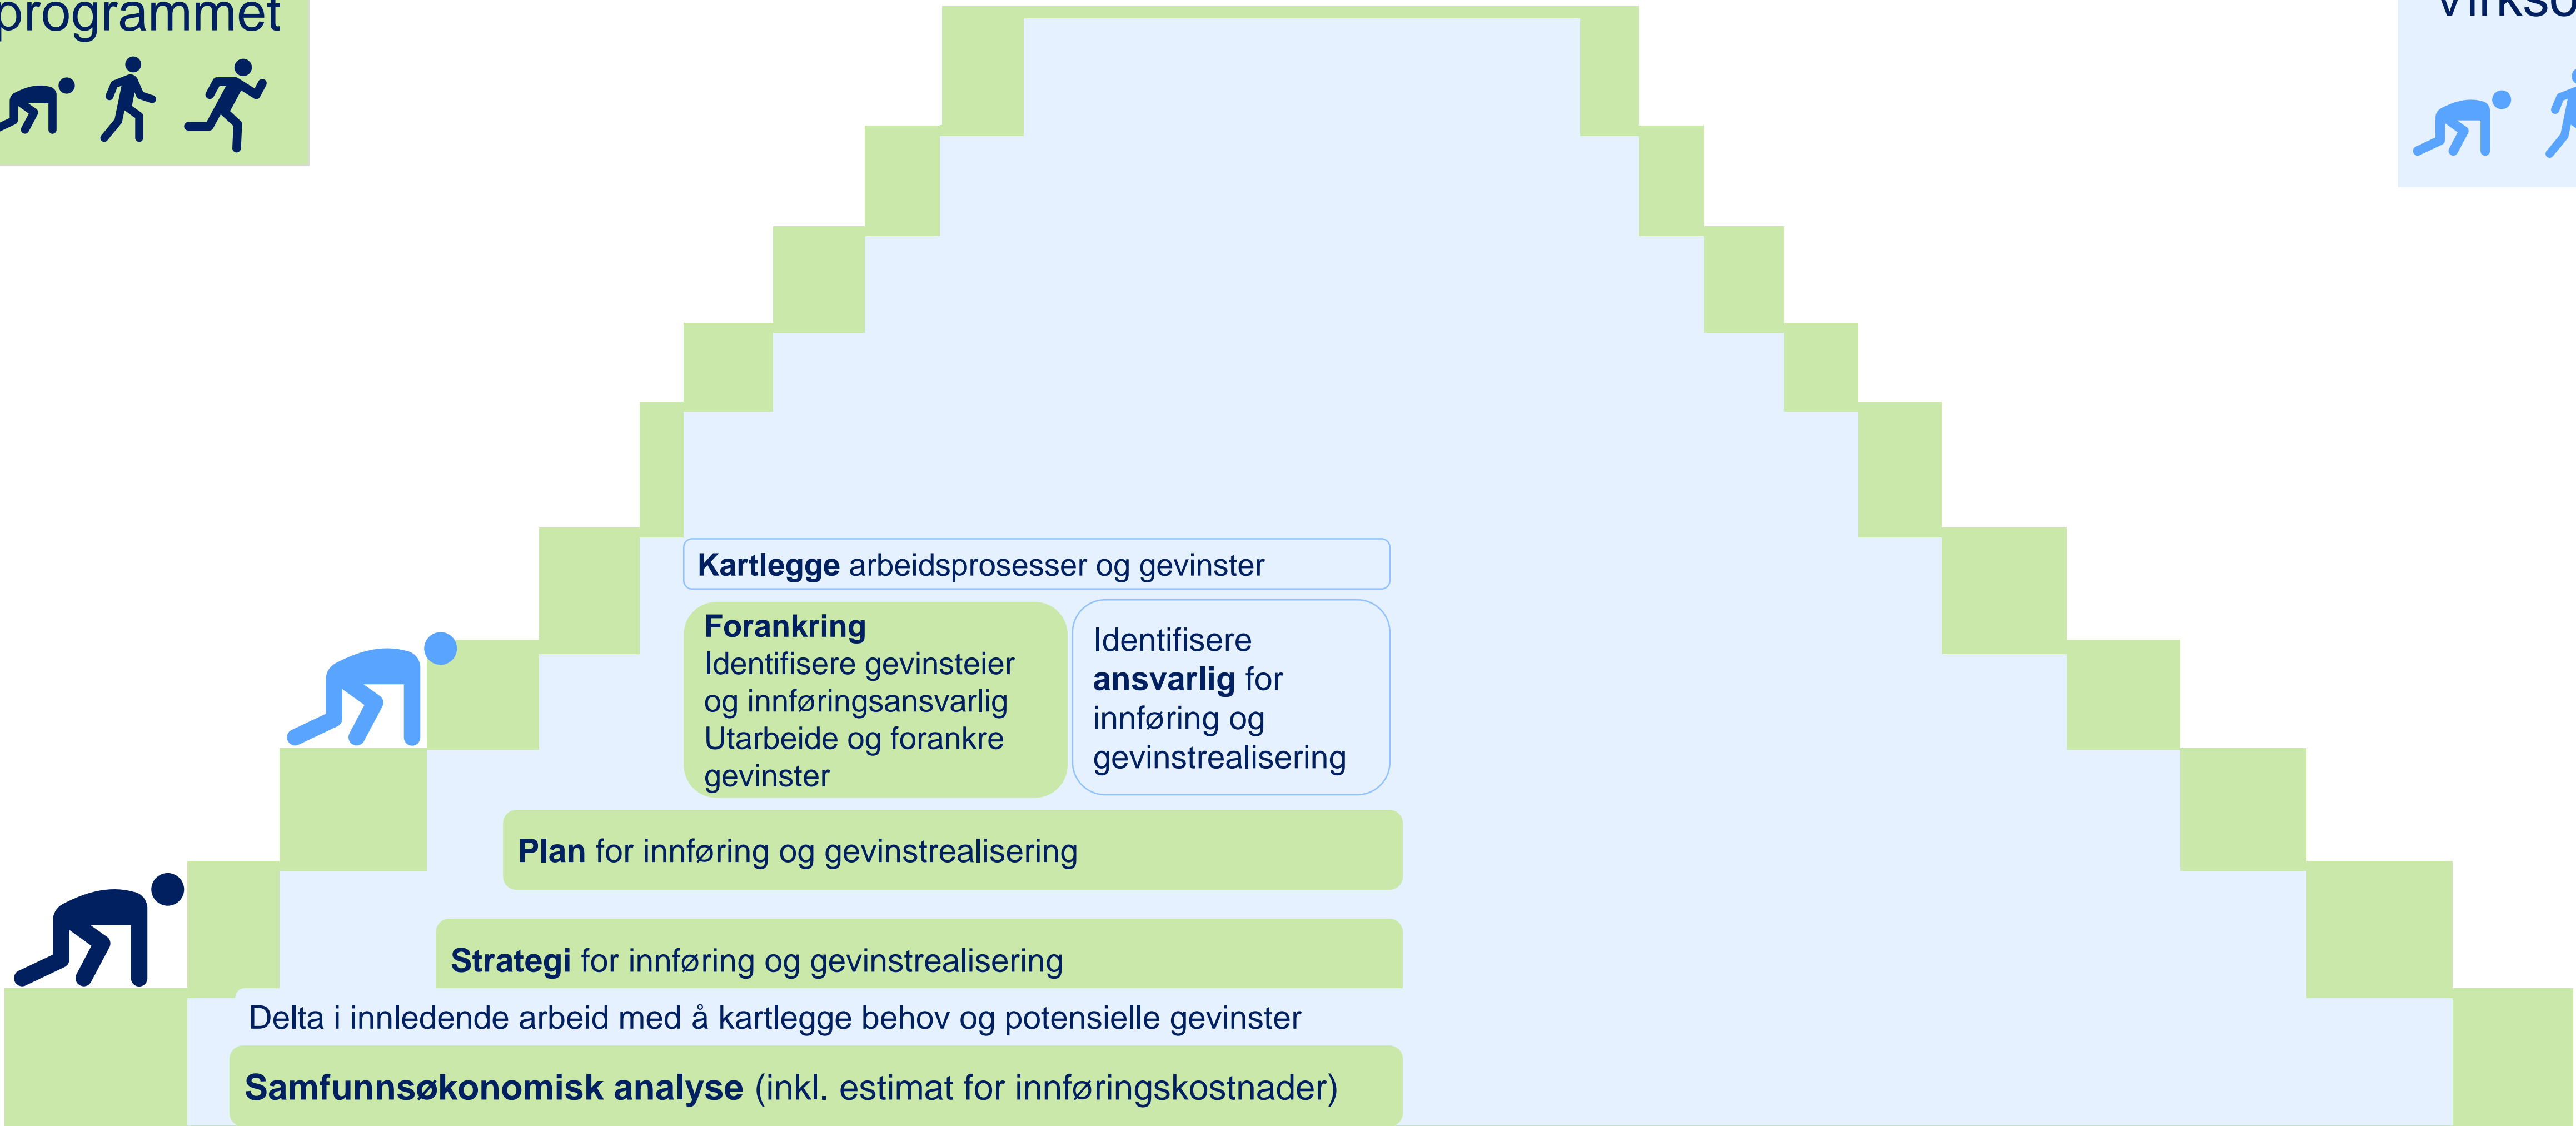 programmet
Kartlegge arbeidsprosesser og gevinster
Forankring
Identifisere gevinsteier
og innføringsansvarlig
Utarbeide og forankre
gevinster
Identifisere
ansvarlig for
innføring og
gevinstrealisering
Plan for innføring og gevinstrealisering
Strategi for innføring og gevinstrealisering
Delta i innledende arbeid med å kartlegge behov og potensielle gevinster
Samfunnsøkonomisk analyse (inkl. estimat for innføringskostnader)